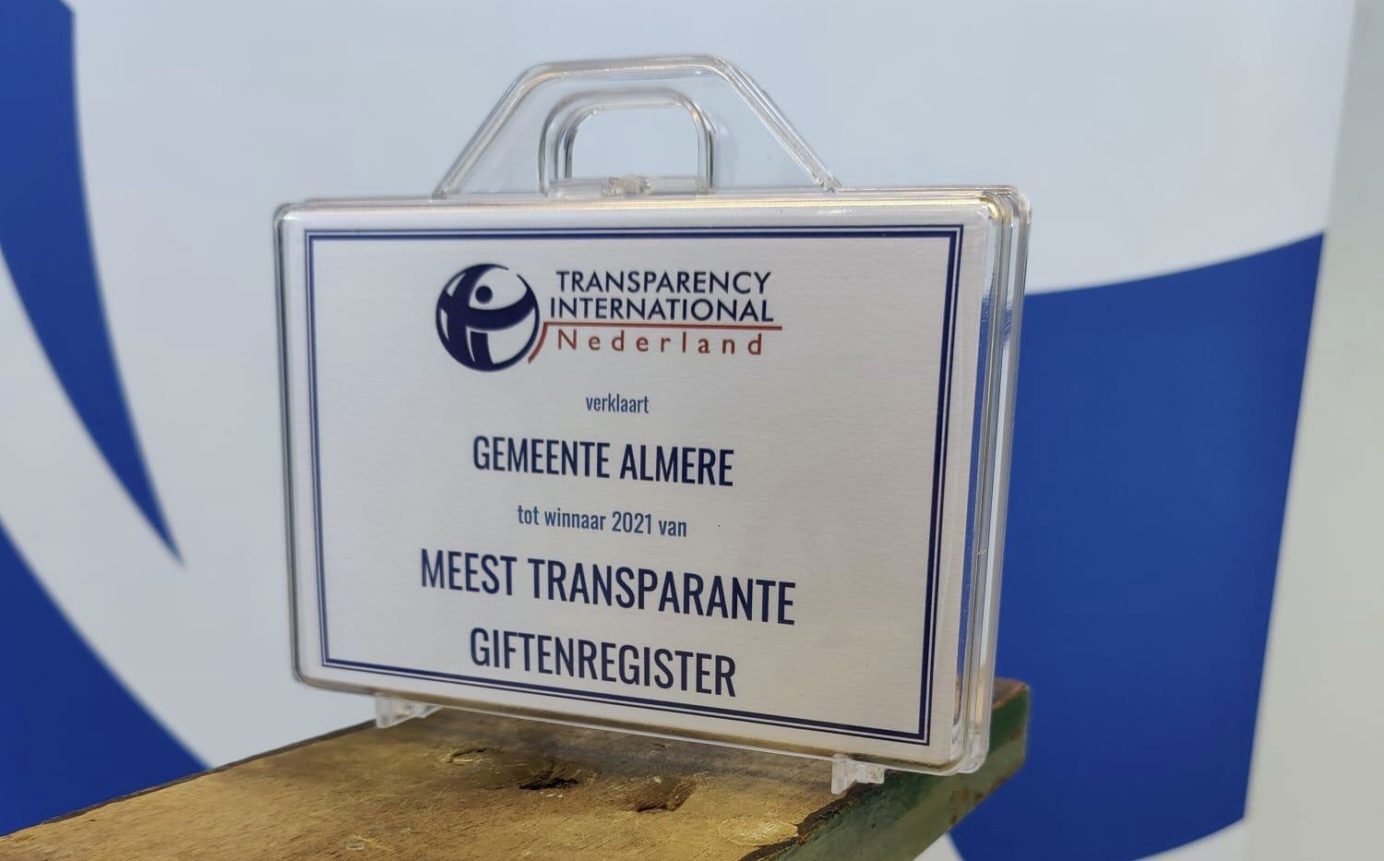 TRANSPARENCY
INTERNATIONAL
Nederland
verklaart
GEMEENTE ALMERE
tot winnaar 2021 van
MEEST TRANSPARANTE
GIFTENREGISTER